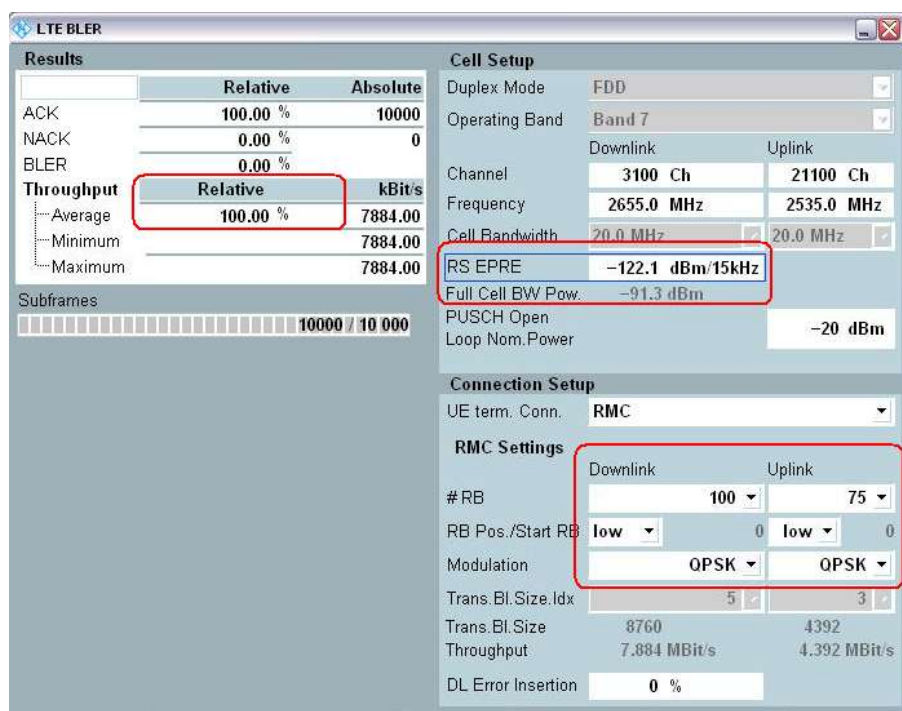 LTE BLER
Results
Relative Absolute
ACK 100.00 % 10000
NACK 0.00 % 0
BLER 0.00 %
Throughput Relative kBit/s
Average 100.00 % 7884.00
Minimum 7884.00
Maximum 7884.00
Subframes
10000 / 10 000
Cell Setup
Duplex Mode FDD
Operating Band Band 7
Downlink Uplink
Channel 3100 Ch 21100 Ch
Frequency 2655.0 MHz 2535.0 MHz
Cell Bandwidth 20.0 MHz 20.0 MHz
RS EPRE −122.1 dBm/15kHz
Full Cell BW Pow. −91.3 dBm
PUSCH Open
Loop Nom.Power −20 dBm
Connection Setup
UE term. Conn. RMC
RMC Settings
Downlink Uplink
# RB 100 75
RB Pos./Start RB low 0 low 0
Modulation QPSK QPSK
Trans.Bl.Size.Idx 5 3
Trans.Bl.Size 8760 4392
Throughput 7.884 MBit/s 4.392 MBit/s
DL Error Insertion 0 %